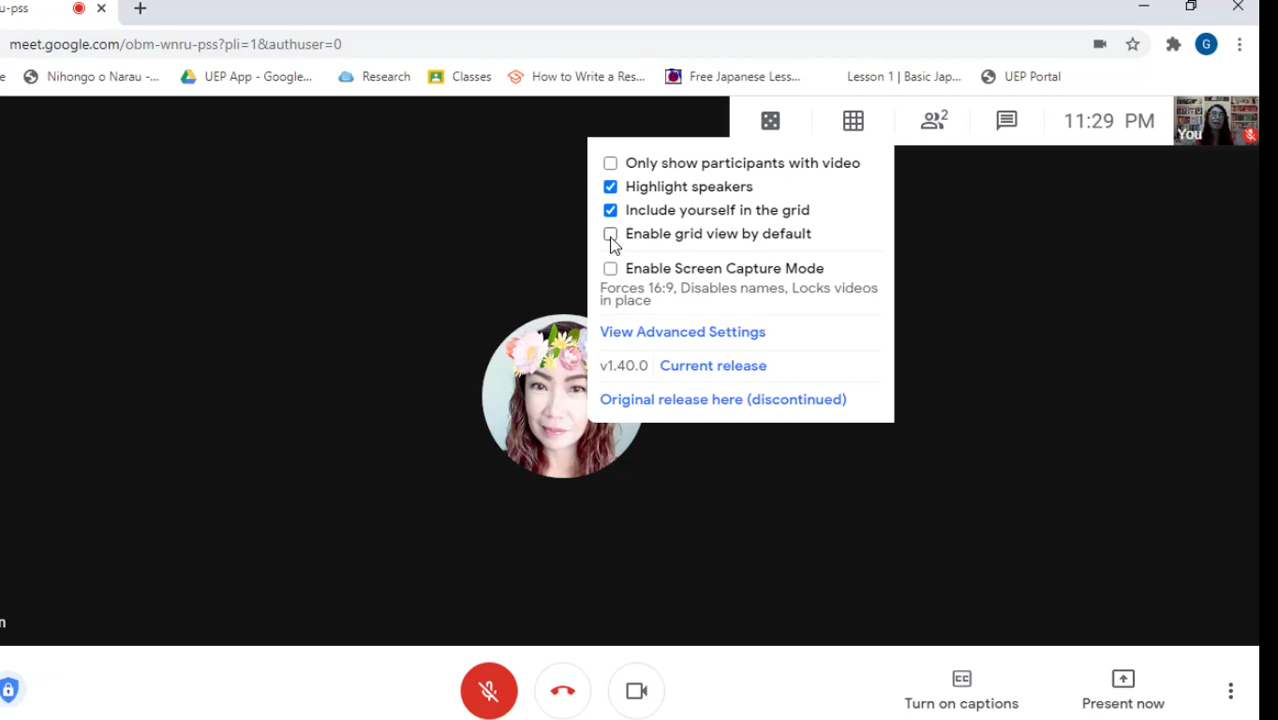 u-pss
meet.google.com/obm-wnru-pss?pli=1&authuser=0
G
e
Nihongo o Narau -...
UEP App - Google...
Research
Classes
How to Write a Res...
Free Japanese Less...
Lesson 1 | Basic Jap...
UEP Portal
2
11:29 PM
You
Only show participants with video
Highlight speakers
Include yourself in the grid
Enable grid view by default
Enable Screen Capture Mode
Forces 16:9, Disables names, Locks videos
in place
View Advanced Settings
v1.40.0
Current release
Original release here (discontinued)
n
CC
Turn on captions
Present now